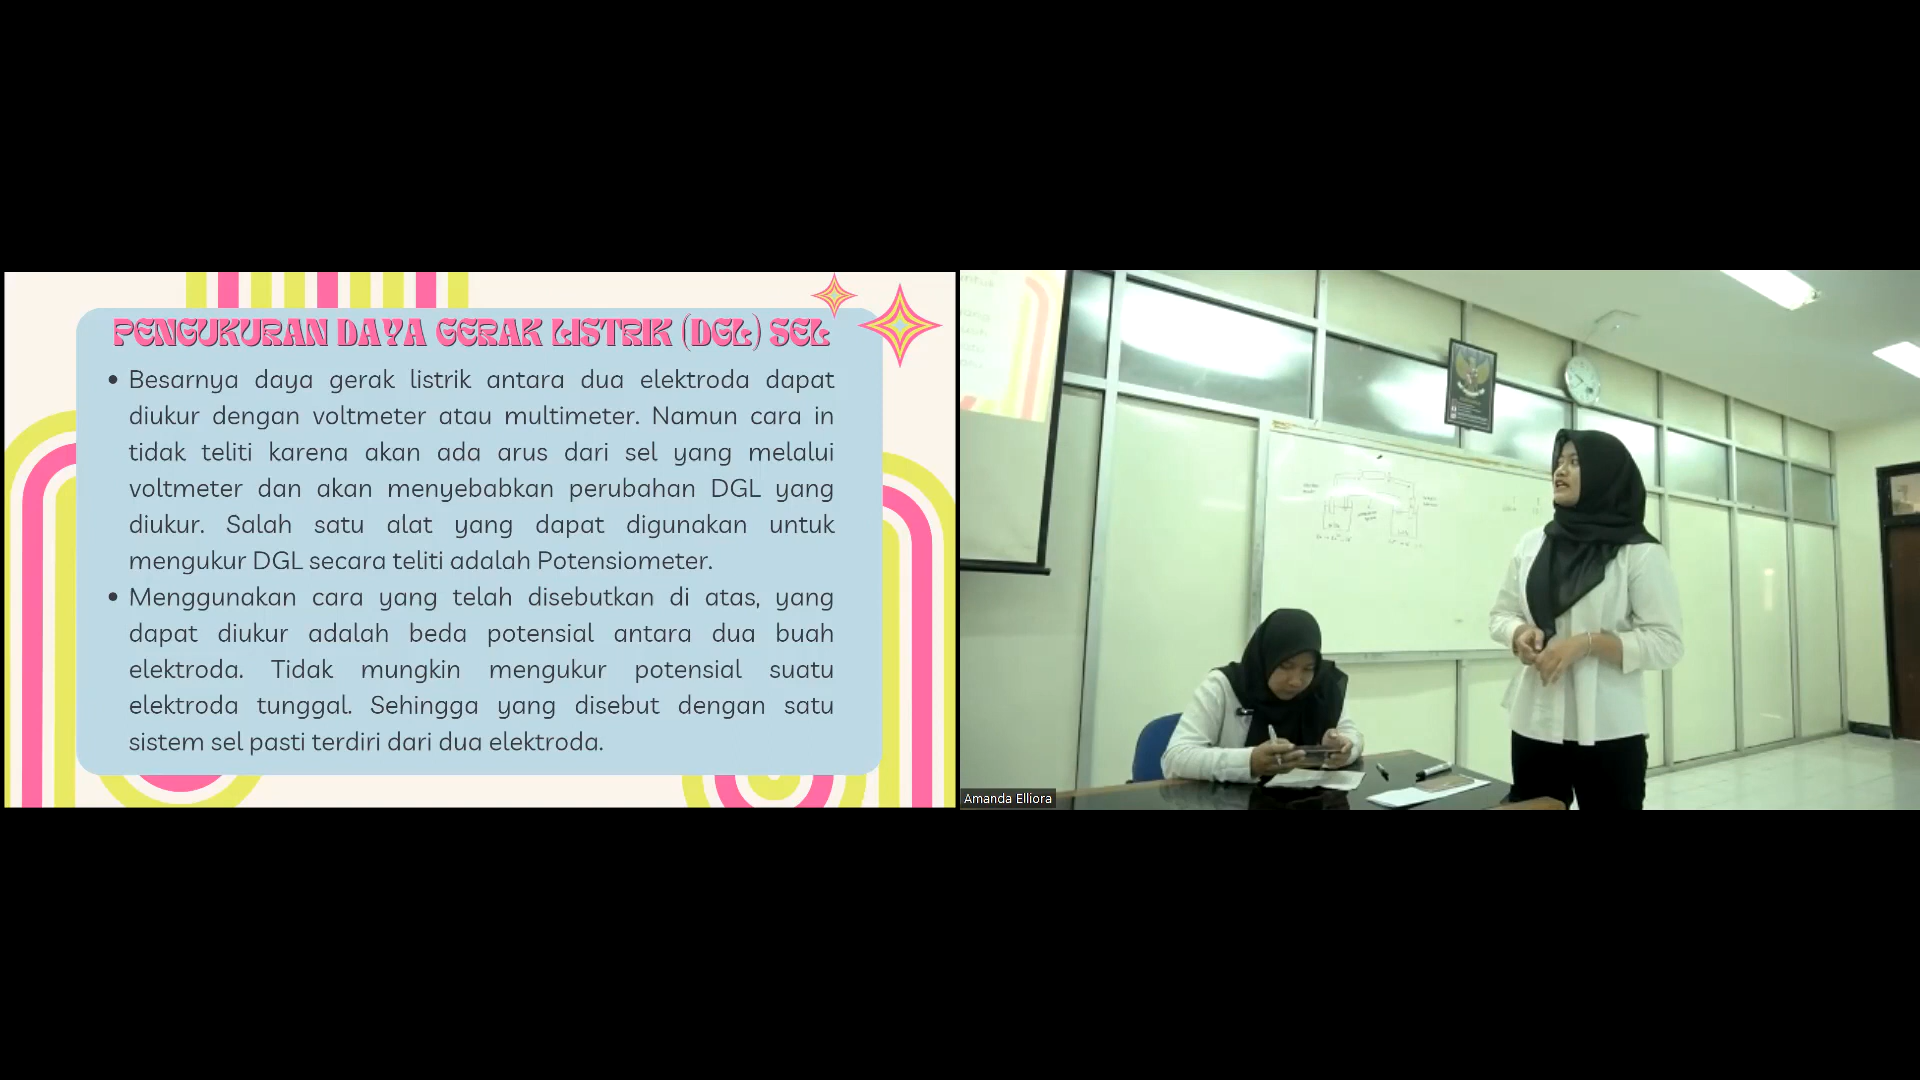 PENGUKURAN DAYA GERAK LISTRIK (DGL) SEL
• Besarnya daya gerak listrik antara dua elektroda dapat
diukur dengan voltmeter atau multimeter. Namun cara in
tidak teliti karena akan ada arus dari sel yang melalui
voltmeter dan akan menyebabkan perubahan DGL yang
diukur. Salah satu alat yang dapat digunakan untuk
mengukur DGL secara teliti adalah Potensiometer.
• Menggunakan cara yang telah disebutkan di atas, yang
dapat diukur adalah beda potensial antara dua buah
elektroda. Tidak mungkin mengukur potensial suatu
elektroda tunggal. Sehingga yang disebut dengan satu
sistem sel pasti terdiri dari dua elektroda.
Amanda Elliora